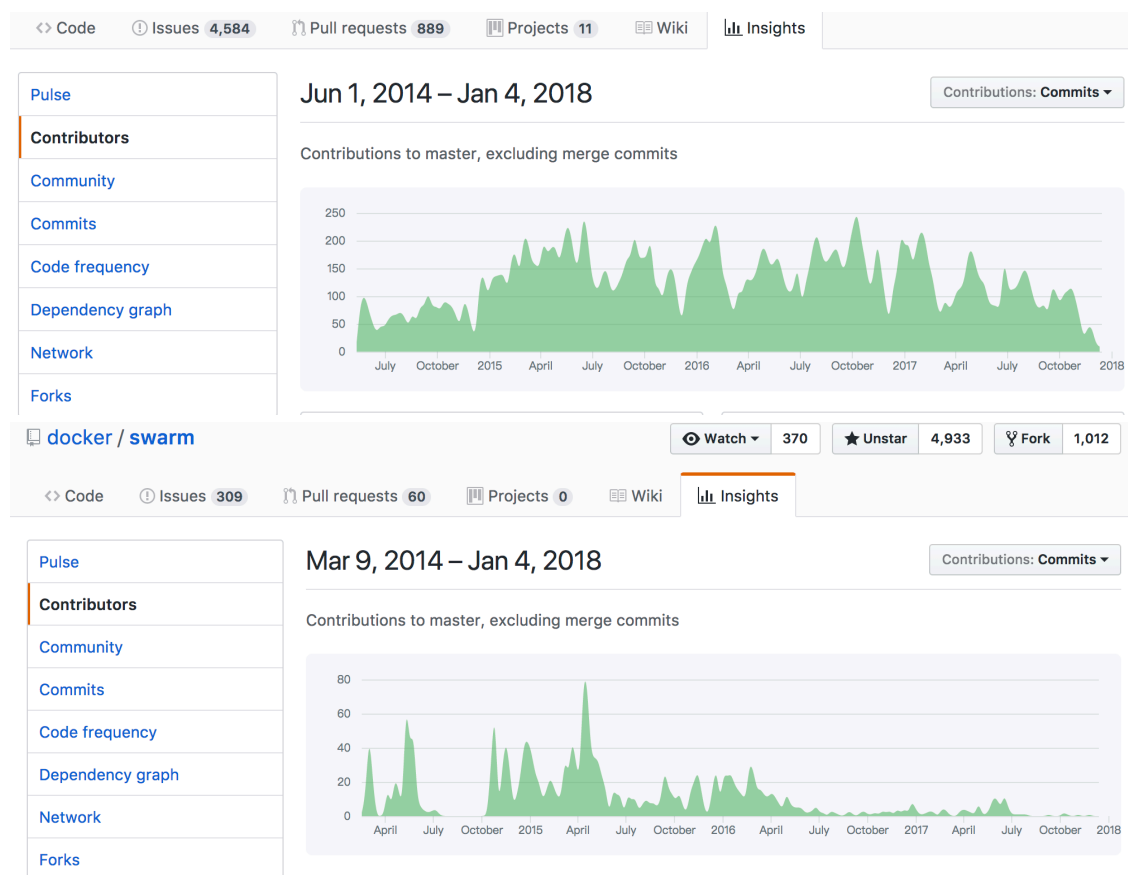 Code Issues 4,584 Pull requests 889 Projects 11 Wiki Insights
Pulse
Contributors
Community
Commits
Code frequency
Dependency graph
Network
Forks
Jun 1, 2014 – Jan 4, 2018
Contributions: Commits
Contributions to master, excluding merge commits
250
200
150
100
50
0
July October 2015 April July October 2016 April July October 2017 April July October 2018
docker / swarm
Watch 370 Unstar 4,933 Fork 1,012
Code Issues 309 Pull requests 60 Projects 0 Wiki Insights
Pulse
Contributors
Community
Commits
Code frequency
Dependency graph
Network
Forks
Mar 9, 2014 – Jan 4, 2018
Contributions: Commits
Contributions to master, excluding merge commits
80
60
40
20
0
April July October 2015 April July October 2016 April July October 2017 April July October 2018